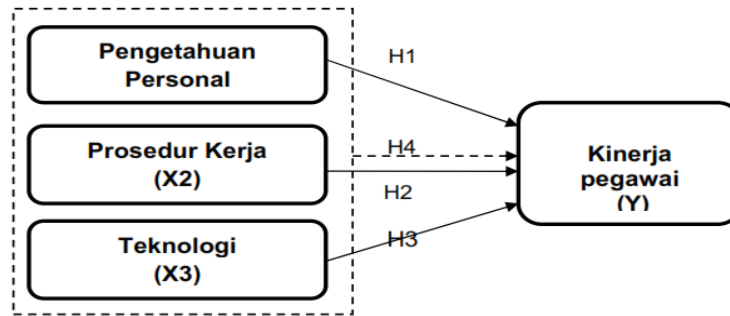 Pengetahuan
Personal
H1
Prosedur Kerja
(X2)
H4
H2
Kinerja
pegawai
(Y)
Teknologi
(X3)
H3